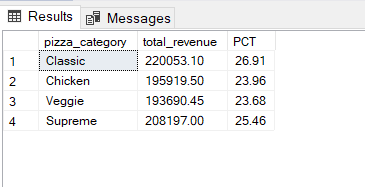 Results Messages
pizza_category total_revenue PCT
1 Classic 220053.10 26.91
2 Chicken 195919.50 23.96
3 Veggie 193690.45 23.68
4 Supreme 208197.00 25.46